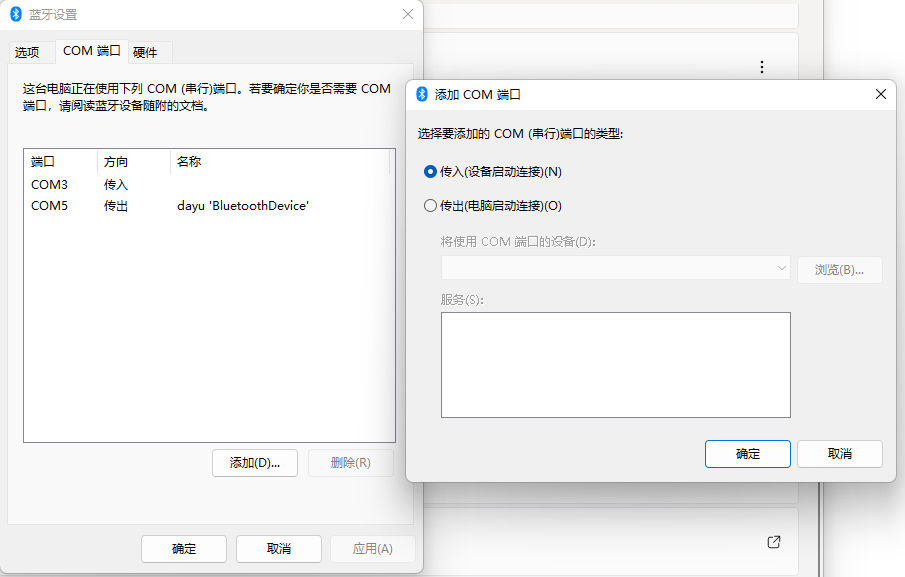 蓝牙设置
选项
COM 端口
硬件
这台电脑正在使用下列 COM (串行)端口。若要确定你是否需要 COM
端口，请阅读蓝牙设备随附的文档。
端口 方向 名称
COM3 传入
COM5 传出 dayu 'BluetoothDevice'
添加(D)...
删除(R)
确定
取消
应用(A)
添加 COM 端口
选择要添加的 COM (串行)端口的类型:
传入(设备启动连接)(N)
传出(电脑启动连接)(O)
将使用 COM 端口的设备(D):
浏览(B)...
服务(S):
确定
取消